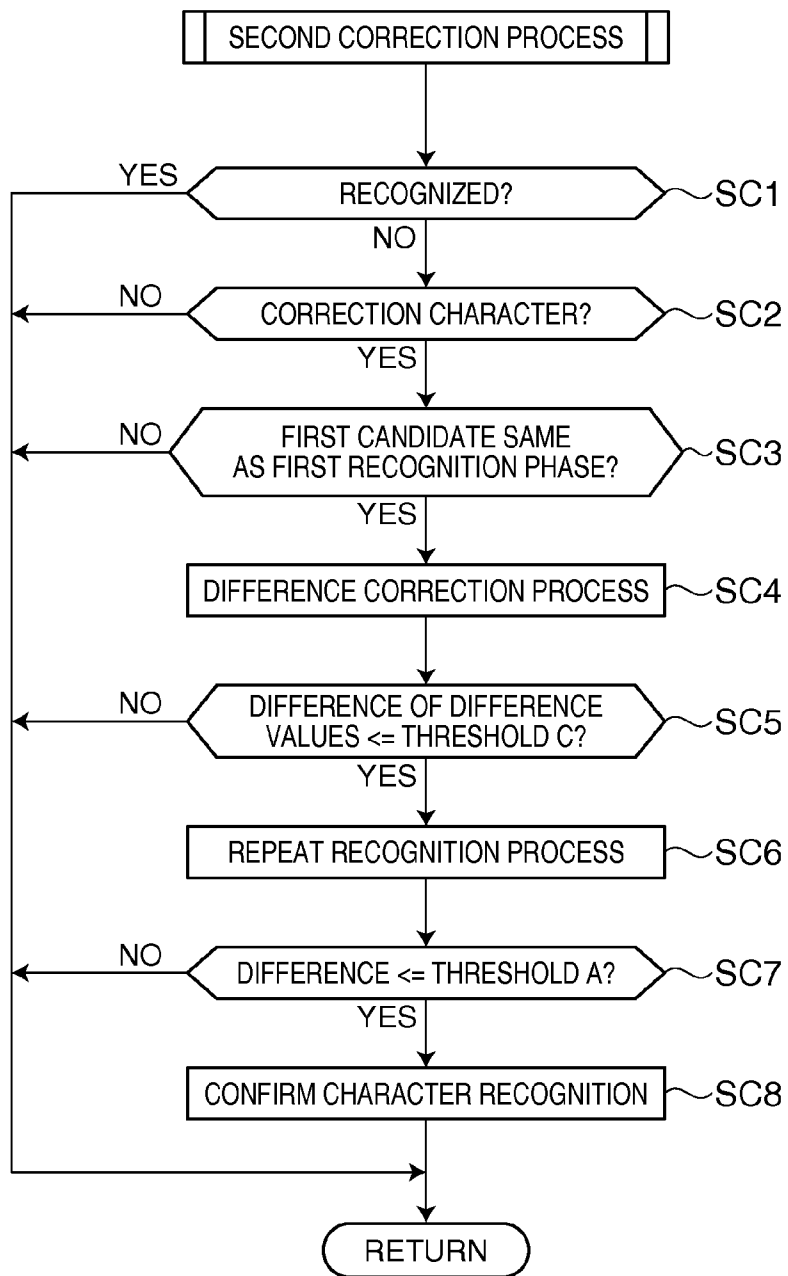 SECOND CORRECTION PROCESS
YES
RECOGNIZED?
SC1
NO
NO
CORRECTION CHARACTER?
SC2
YES
NO
FIRST CANDIDATE SAME
AS FIRST RECOGNITION PHASE?
SC3
YES
DIFFERENCE CORRECTION PROCESS
SC4
NO
DIFFERENCE OF DIFFERENCE
VALUES <= THRESHOLD C?
SC5
YES
REPEAT RECOGNITION PROCESS
SC6
NO
DIFFERENCE <= THRESHOLD A?
SC7
YES
CONFIRM CHARACTER RECOGNITION
SC8
RETURN